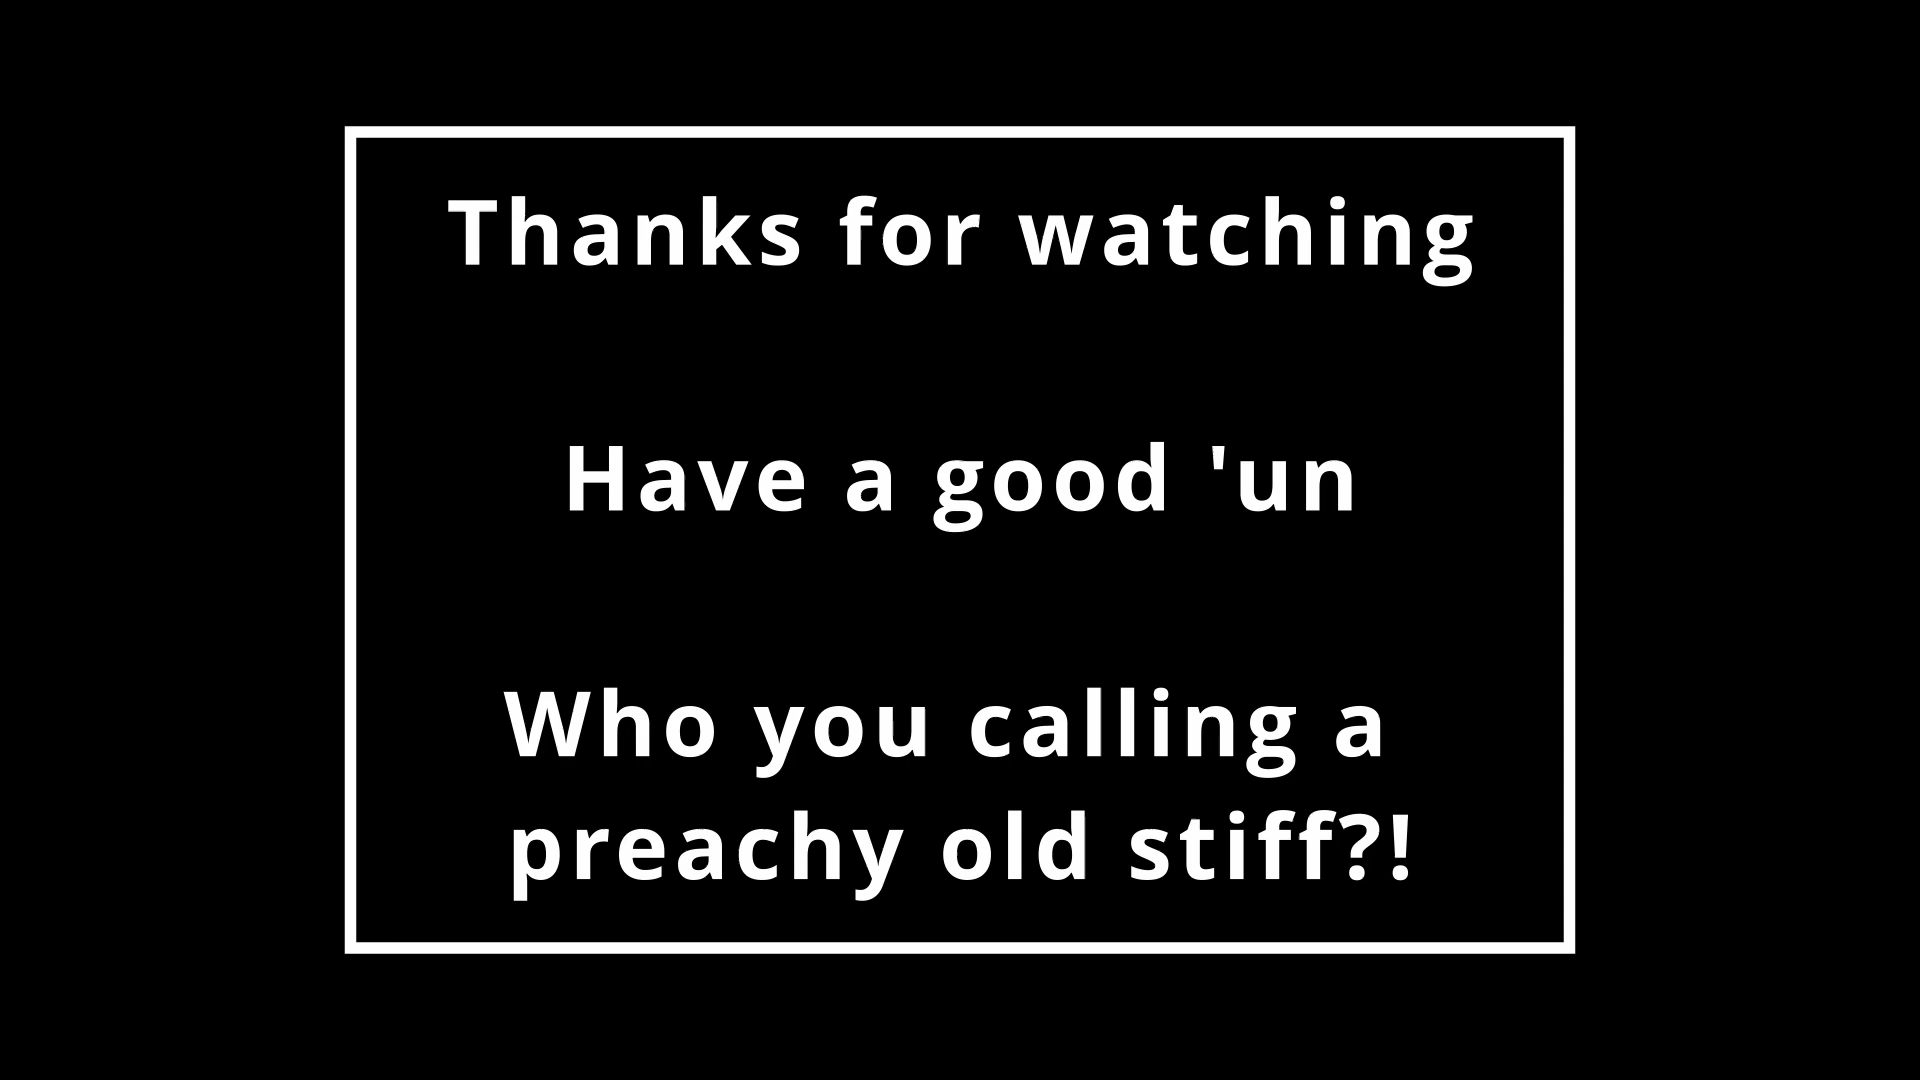 Thanks for watching
Have a good 'un
Who you calling a
preachy old stiff?!